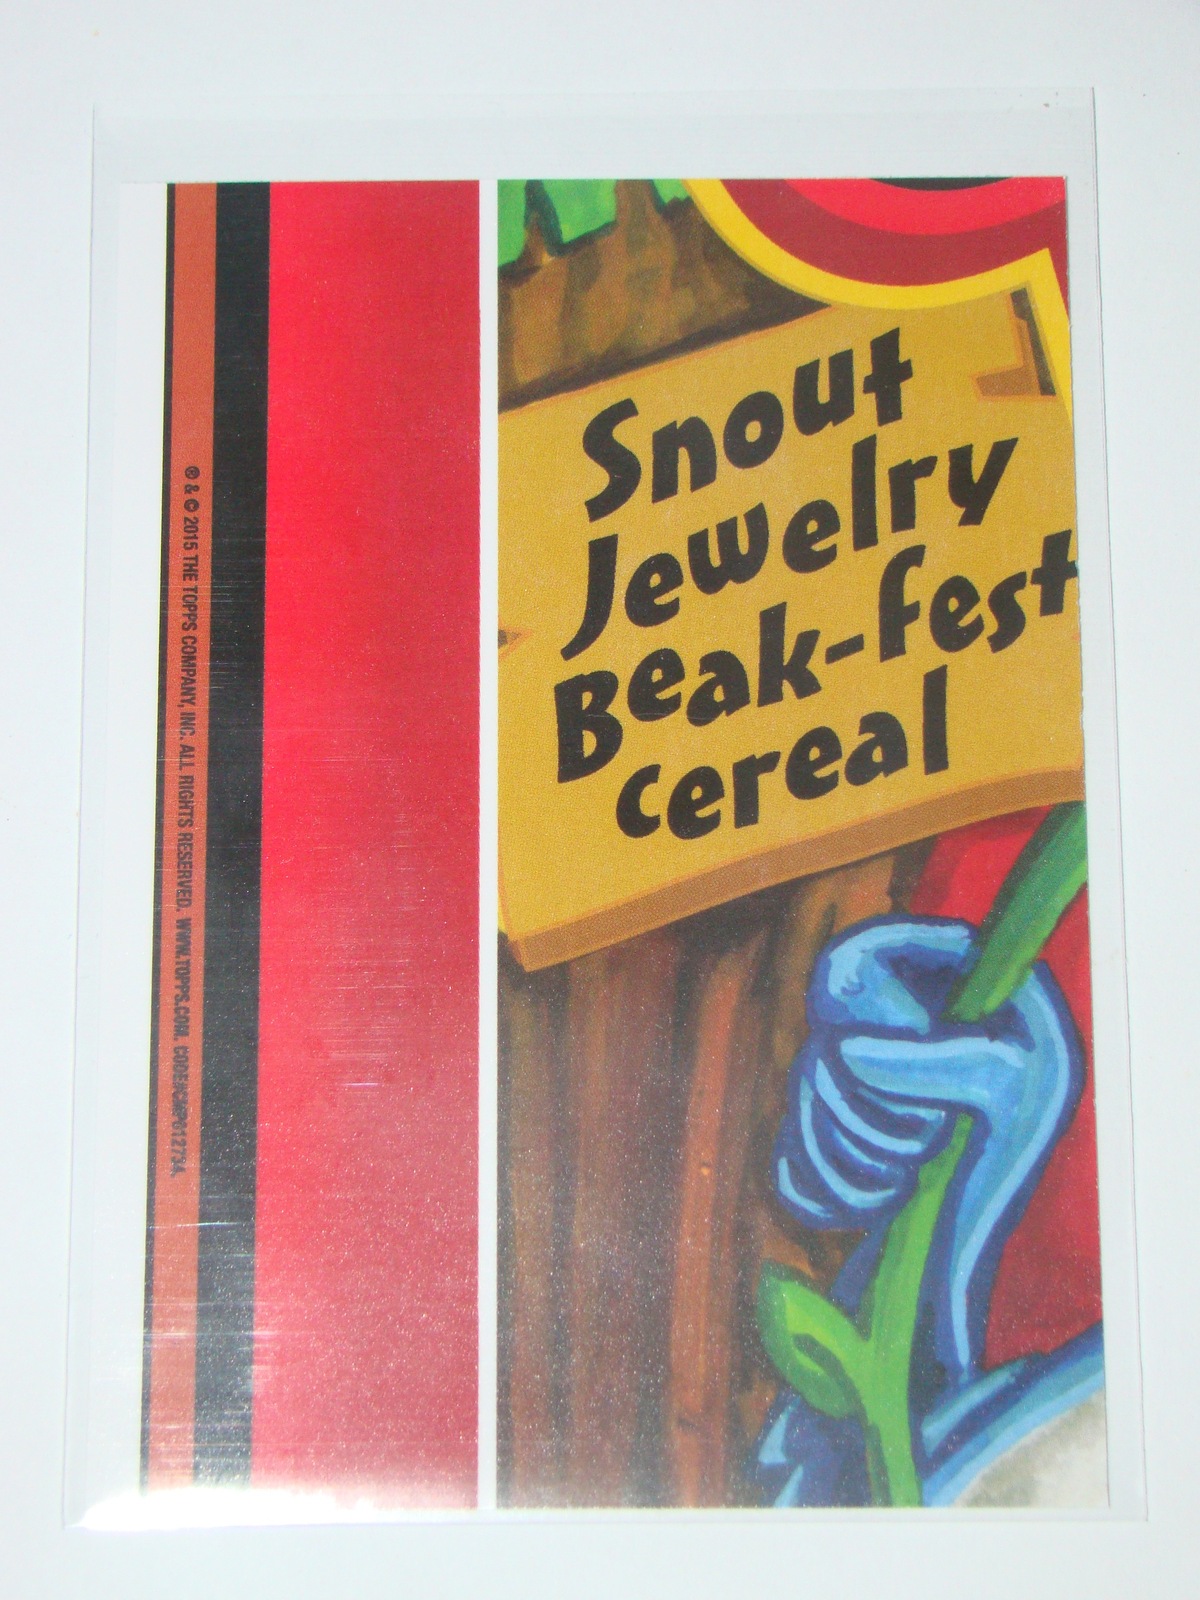 ® & © 2015 THE TOPPS COMPANY, INC. ALL RIGHTS RESERVED. WWW.TOPPS.COM.
Snout
Jewelry
Beak-fest
cereal